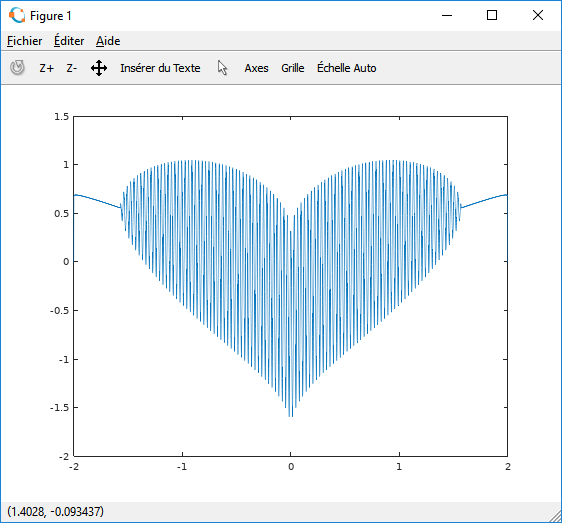 Figure 1
Fichier Éditer Aide
Z+ Z- Insérer du Texte Axes Grille Échelle Auto
1.5
1
0.5
0
-0.5
-1
-1.5
-2
-2 -1 0 1 2
(1.4028, -0.093437)